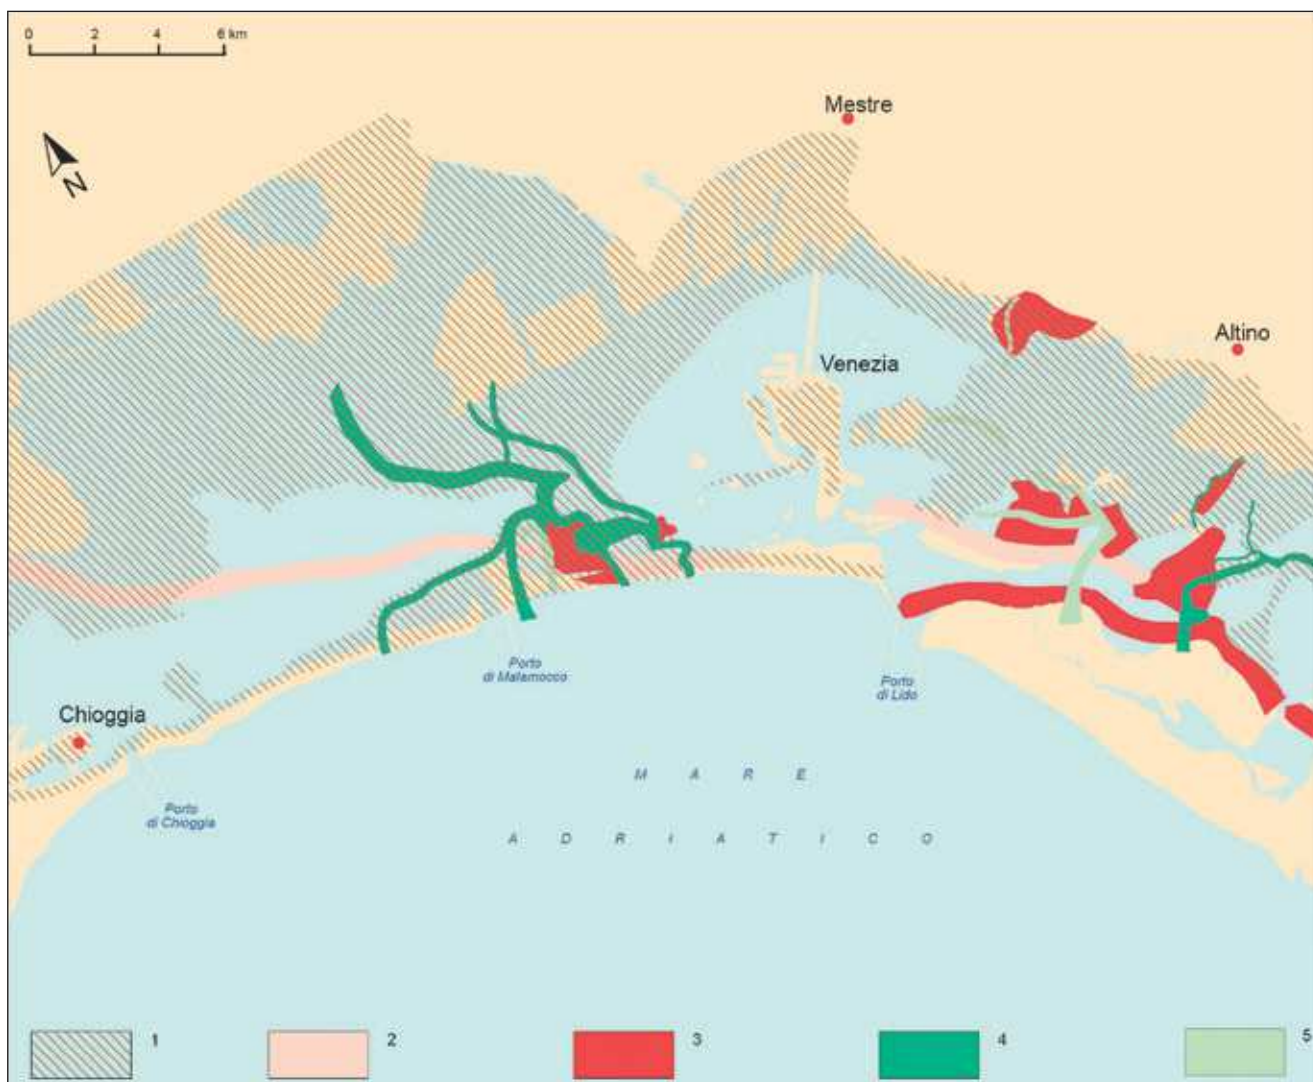 0 2 4 6 km
Mestre
N
Altino
Venezia
Porto
di Malamocco
Porto
di Lido
Chioggia
M A R E
Porto
di Chioggia
A D R I A T I C O
1 2 3 4 5